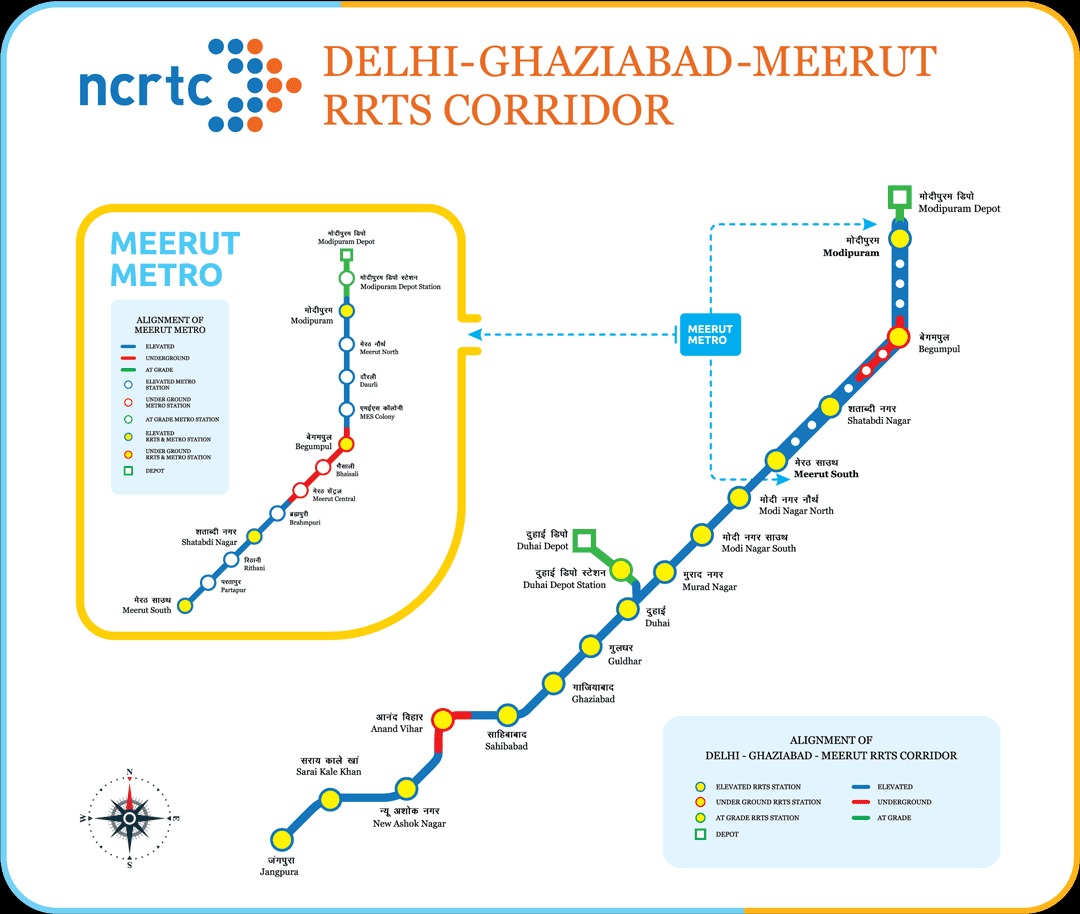 ncrtc
DELHI-GHAZIABAD-MEERUT
RRTS CORRIDOR
MEERUT
METRO
ALIGNMENT OF
MEERUT METRO
ELEVATED
UNDERGROUND
AT GRADE
ELEVATED METRO
STATION
UNDER GROUND
METRO STATION
AT GRADE METRO STATION
ELEVATED
RRTS & METRO STATION
UNDER GROUND
RRTS & METRO STATION
DEPOT
मोदीपुरम डिपो
Modipuram Depot
मोदीपुरम डिपो स्टेशन
Modipuram Depot Station
मोदीपुरम
Modipuram
मेरठ नौर्थ
Meerut North
दौरली
Daurli
एमईएस कॉलोनी
MES Colony
बेगमपुल
Begumpul
भैसाली
Bhaisali
मेरठ सेंट्रल
Meerut Central
ब्रह्मपुरी
Brahmpuri
शताब्दी नगर
Shatabdi Nagar
रिठानी
Rithani
परतापुर
Partapur
मेरठ साउथ
Meerut South
MEERUT
METRO
मोदीपुरम डिपो
Modipuram Depot
मोदीपुरम
Modipuram
बेगमपुल
Begumpul
शताब्दी नगर
Shatabdi Nagar
मेरठ साउथ
Meerut South
मोदी नगर नौर्थ
Modi Nagar North
मोदी नगर साउथ
Modi Nagar South
मुराद नगर
Murad Nagar
दुहाई डिपो
Duhai Depot
दुहाई डिपो स्टेशन
Duhai Depot Station
दुहाई
Duhai
गुलधर
Guldhar
गाजियाबाद
Ghaziabad
साहिबाबाद
Sahibabad
आनंद विहार
Anand Vihar
न्यू अशोक नगर
New Ashok Nagar
सराय काले खां
Sarai Kale Khan
जंगपुरा
Jangpura
N
W
E
S
ALIGNMENT OF
DELHI - GHAZIABAD - MEERUT RRTS CORRIDOR
ELEVATED RRTS STATION
UNDER GROUND RRTS STATION
AT GRADE RRTS STATION
DEPOT
ELEVATED
UNDERGROUND
AT GRADE